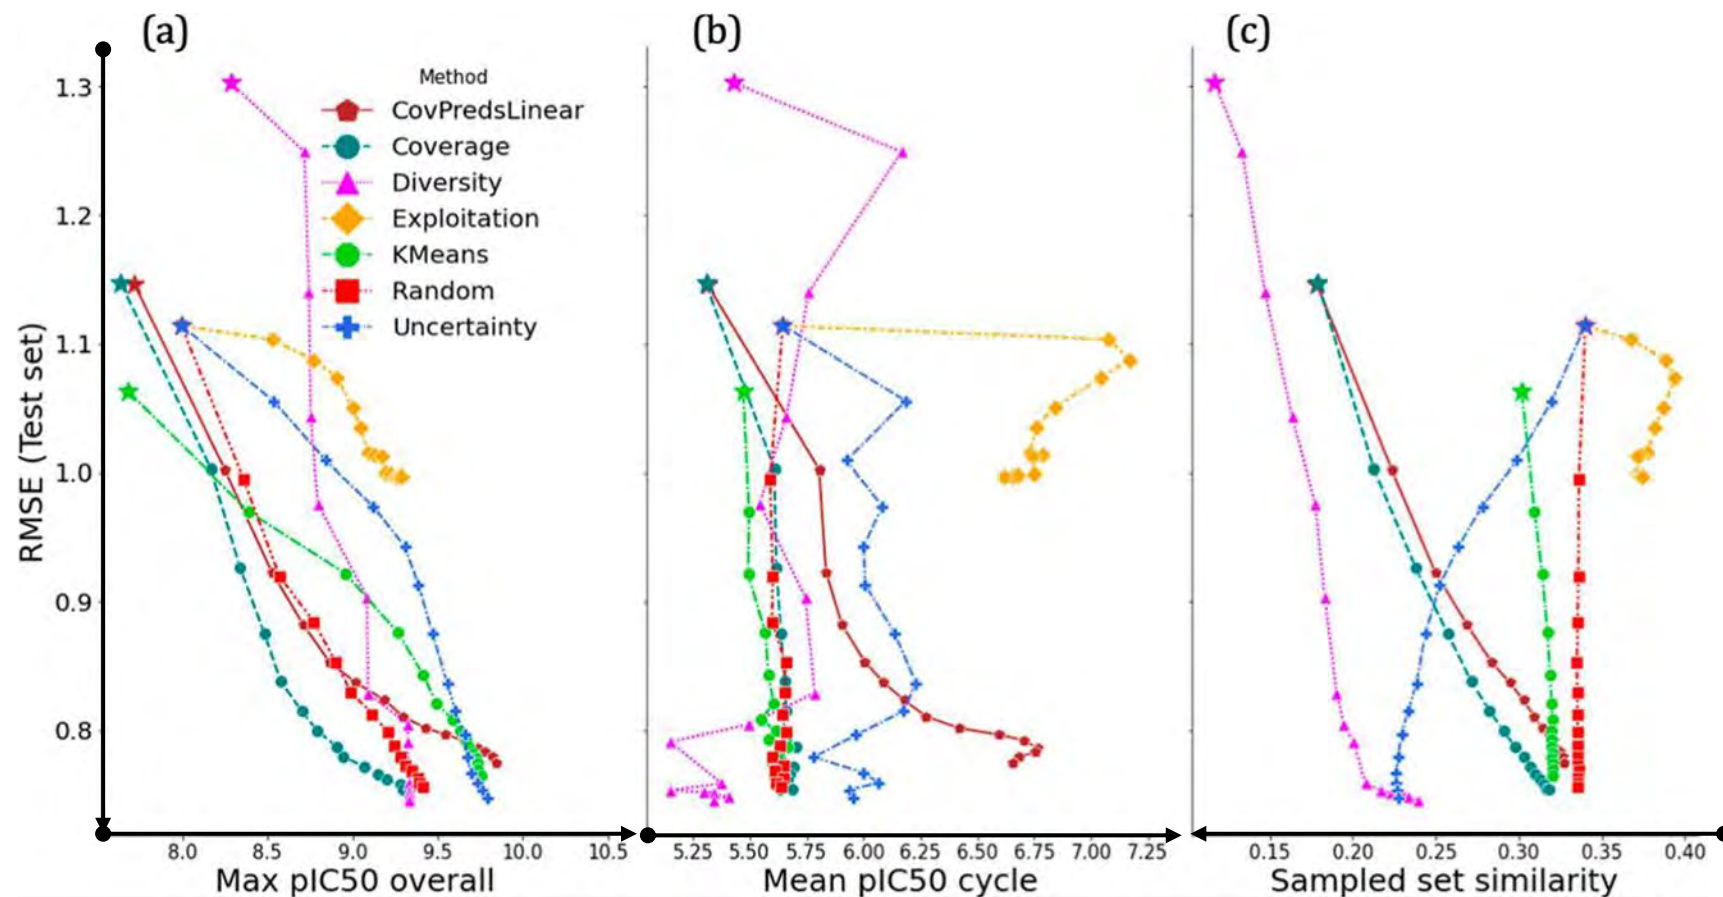 (a)
(b)
(c)
Method
CovPredsLinear
Coverage
Diversity
Exploitation
KMeans
Random
Uncertainty
RMSE (Test set)
1.3
1.2
1.1
1.0
0.9
0.8
8.0 8.5 9.0 9.5 10.0 10.5
Max pIC50 overall
5.25 5.50 5.75 6.00 6.25 6.50 6.75 7.00 7.25
Mean pIC50 cycle
0.15 0.20 0.25 0.30 0.35 0.40
Sampled set similarity